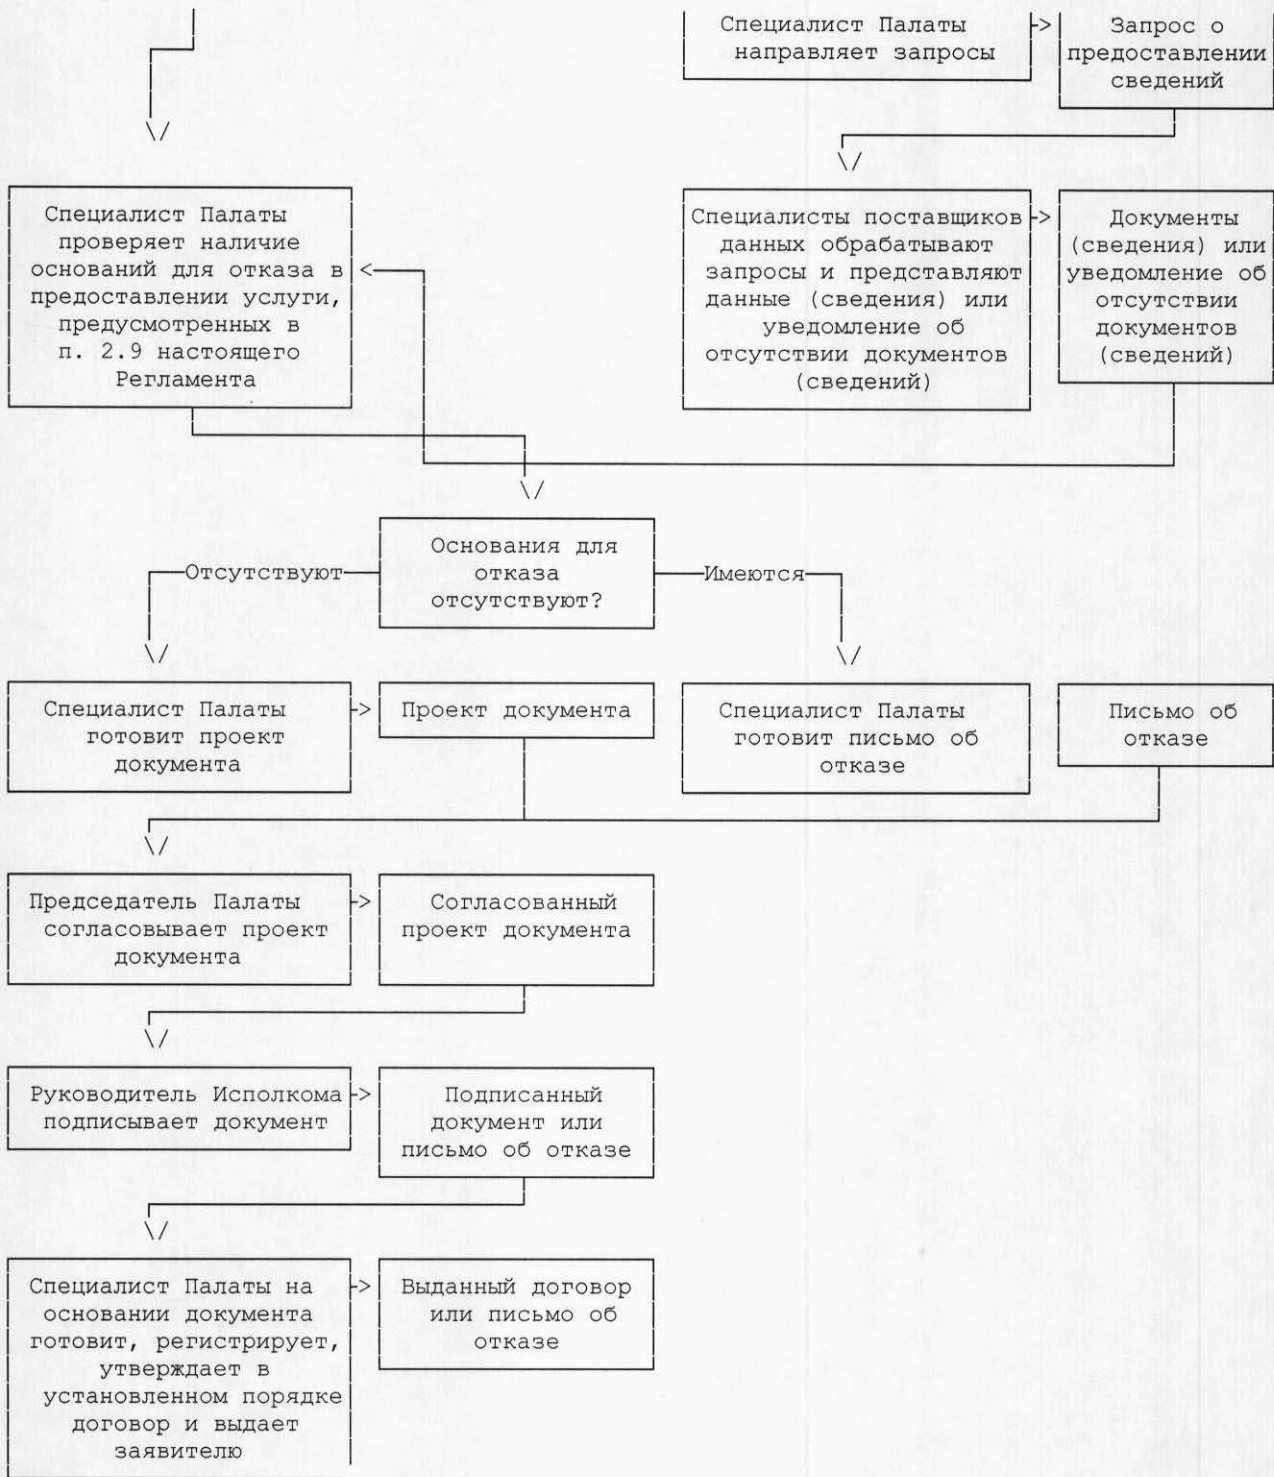 Специалист Палаты
направляет запросы
->
Запрос о
предоставлении
сведений
\/
\/
Специалист Палаты
проверяет наличие
оснований для отказа в
предоставлении услуги,
предусмотренных в
п. 2.9 настоящего
Регламента
<
Специалисты поставщиков
данных обрабатывают
запросы и представляют
данные (сведения) или
уведомление об
отсутствии документов
(сведений)
->
Документы
(сведения) или
уведомление об
отсутствии
документов
(сведений)
\/
Основания для
отказа
отсутствуют?
Отсутствуют
Имеются
\/
\/
Специалист Палаты
готовит проект
документа
->
Проект документа
Специалист Палаты
готовит письмо об
отказе
Письмо об
отказе
\/
Председатель Палаты
согласовывает проект
документа
->
Согласованный
проект документа
\/
Руководитель Исполкома
подписывает документ
->
Подписанный
документ или
письмо об отказе
\/
Специалист Палаты на
основании документа
готовит, регистрирует,
утверждает в
установленном порядке
договор и выдает
заявителю
->
Выданный договор
или письмо об
отказе